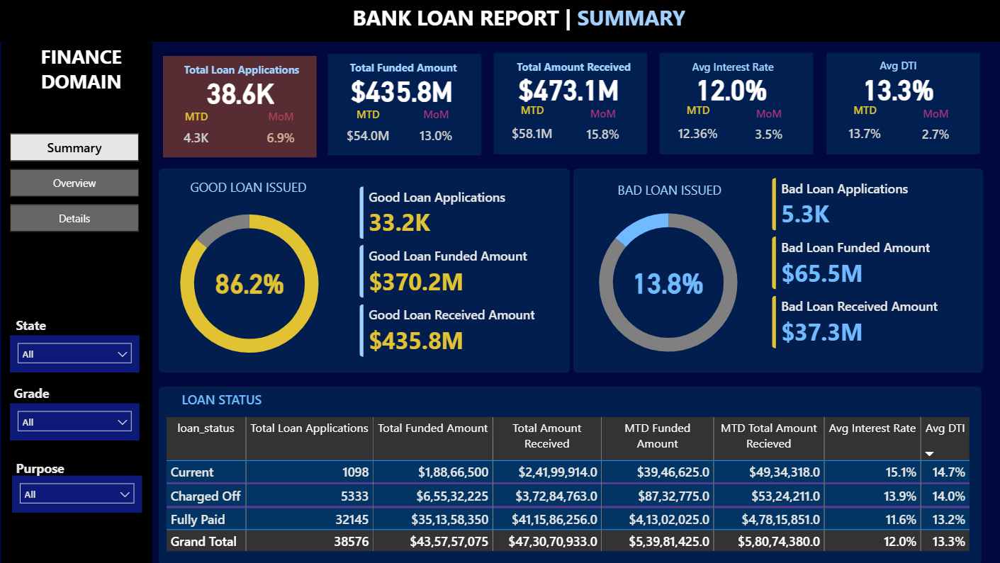 BANK LOAN REPORT | SUMMARY
FINANCE
DOMAIN
Summary
Overview
Details
State
All
Grade
All
Purpose
All
Total Loan Applications
38.6K
MTD MoM
4.3K 6.9%
Total Funded Amount
$435.8M
MTD MoM
$54.0M 13.0%
Total Amount Received
$473.1M
MTD MoM
$58.1M 15.8%
Avg Interest Rate
12.0%
MTD MoM
12.36% 3.5%
Avg DTI
13.3%
MTD MoM
13.7% 2.7%
GOOD LOAN ISSUED
86.2%
Good Loan Applications
33.2K
Good Loan Funded Amount
$370.2M
Good Loan Received Amount
$435.8M
BAD LOAN ISSUED
13.8%
Bad Loan Applications
5.3K
Bad Loan Funded Amount
$65.5M
Bad Loan Received Amount
$37.3M
LOAN STATUS
loan_status Total Loan Applications Total Funded Amount Total Amount Received MTD Funded Amount MTD Total Amount Recieved Avg Interest Rate Avg DTI
Current 1098 $1,88,66,500 $2,41,99,914.0 $39,46,625.0 $49,34,318.0 15.1% 14.7%
Charged Off 5333 $6,55,32,225 $3,72,84,763.0 $87,32,775.0 $53,24,211.0 13.9% 14.0%
Fully Paid 32145 $35,13,58,350 $41,15,86,256.0 $4,13,02,025.0 $4,78,15,851.0 11.6% 13.2%
Grand Total 38576 $43,57,57,075 $47,30,70,933.0 $5,39,81,425.0 $5,80,74,380.0 12.0% 13.3%